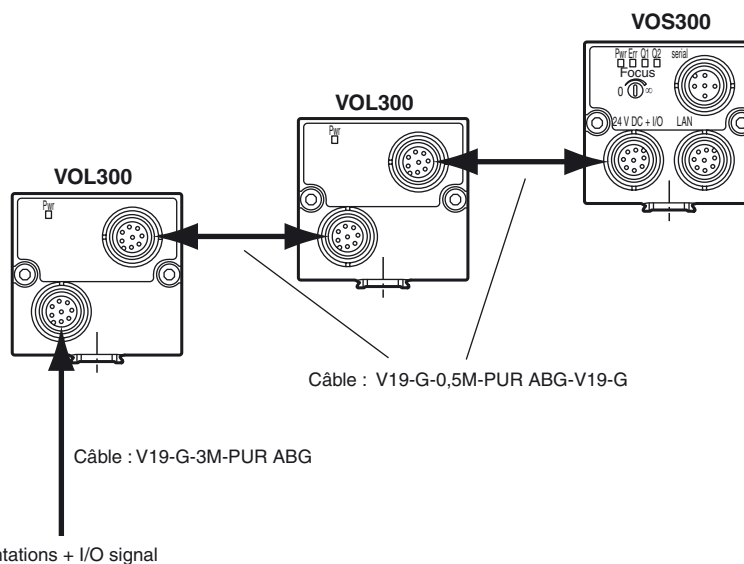 VOS300
Pwr Err Q1 Q2 serial
Focus
0 ∞
24 V DC + I/O LAN
VOL300
Pwr
VOL300
Pwr
Câble : V19-G-0,5M-PUR ABG-V19-G
Câble : V19-G-3M-PUR ABG
ntations + I/O signal